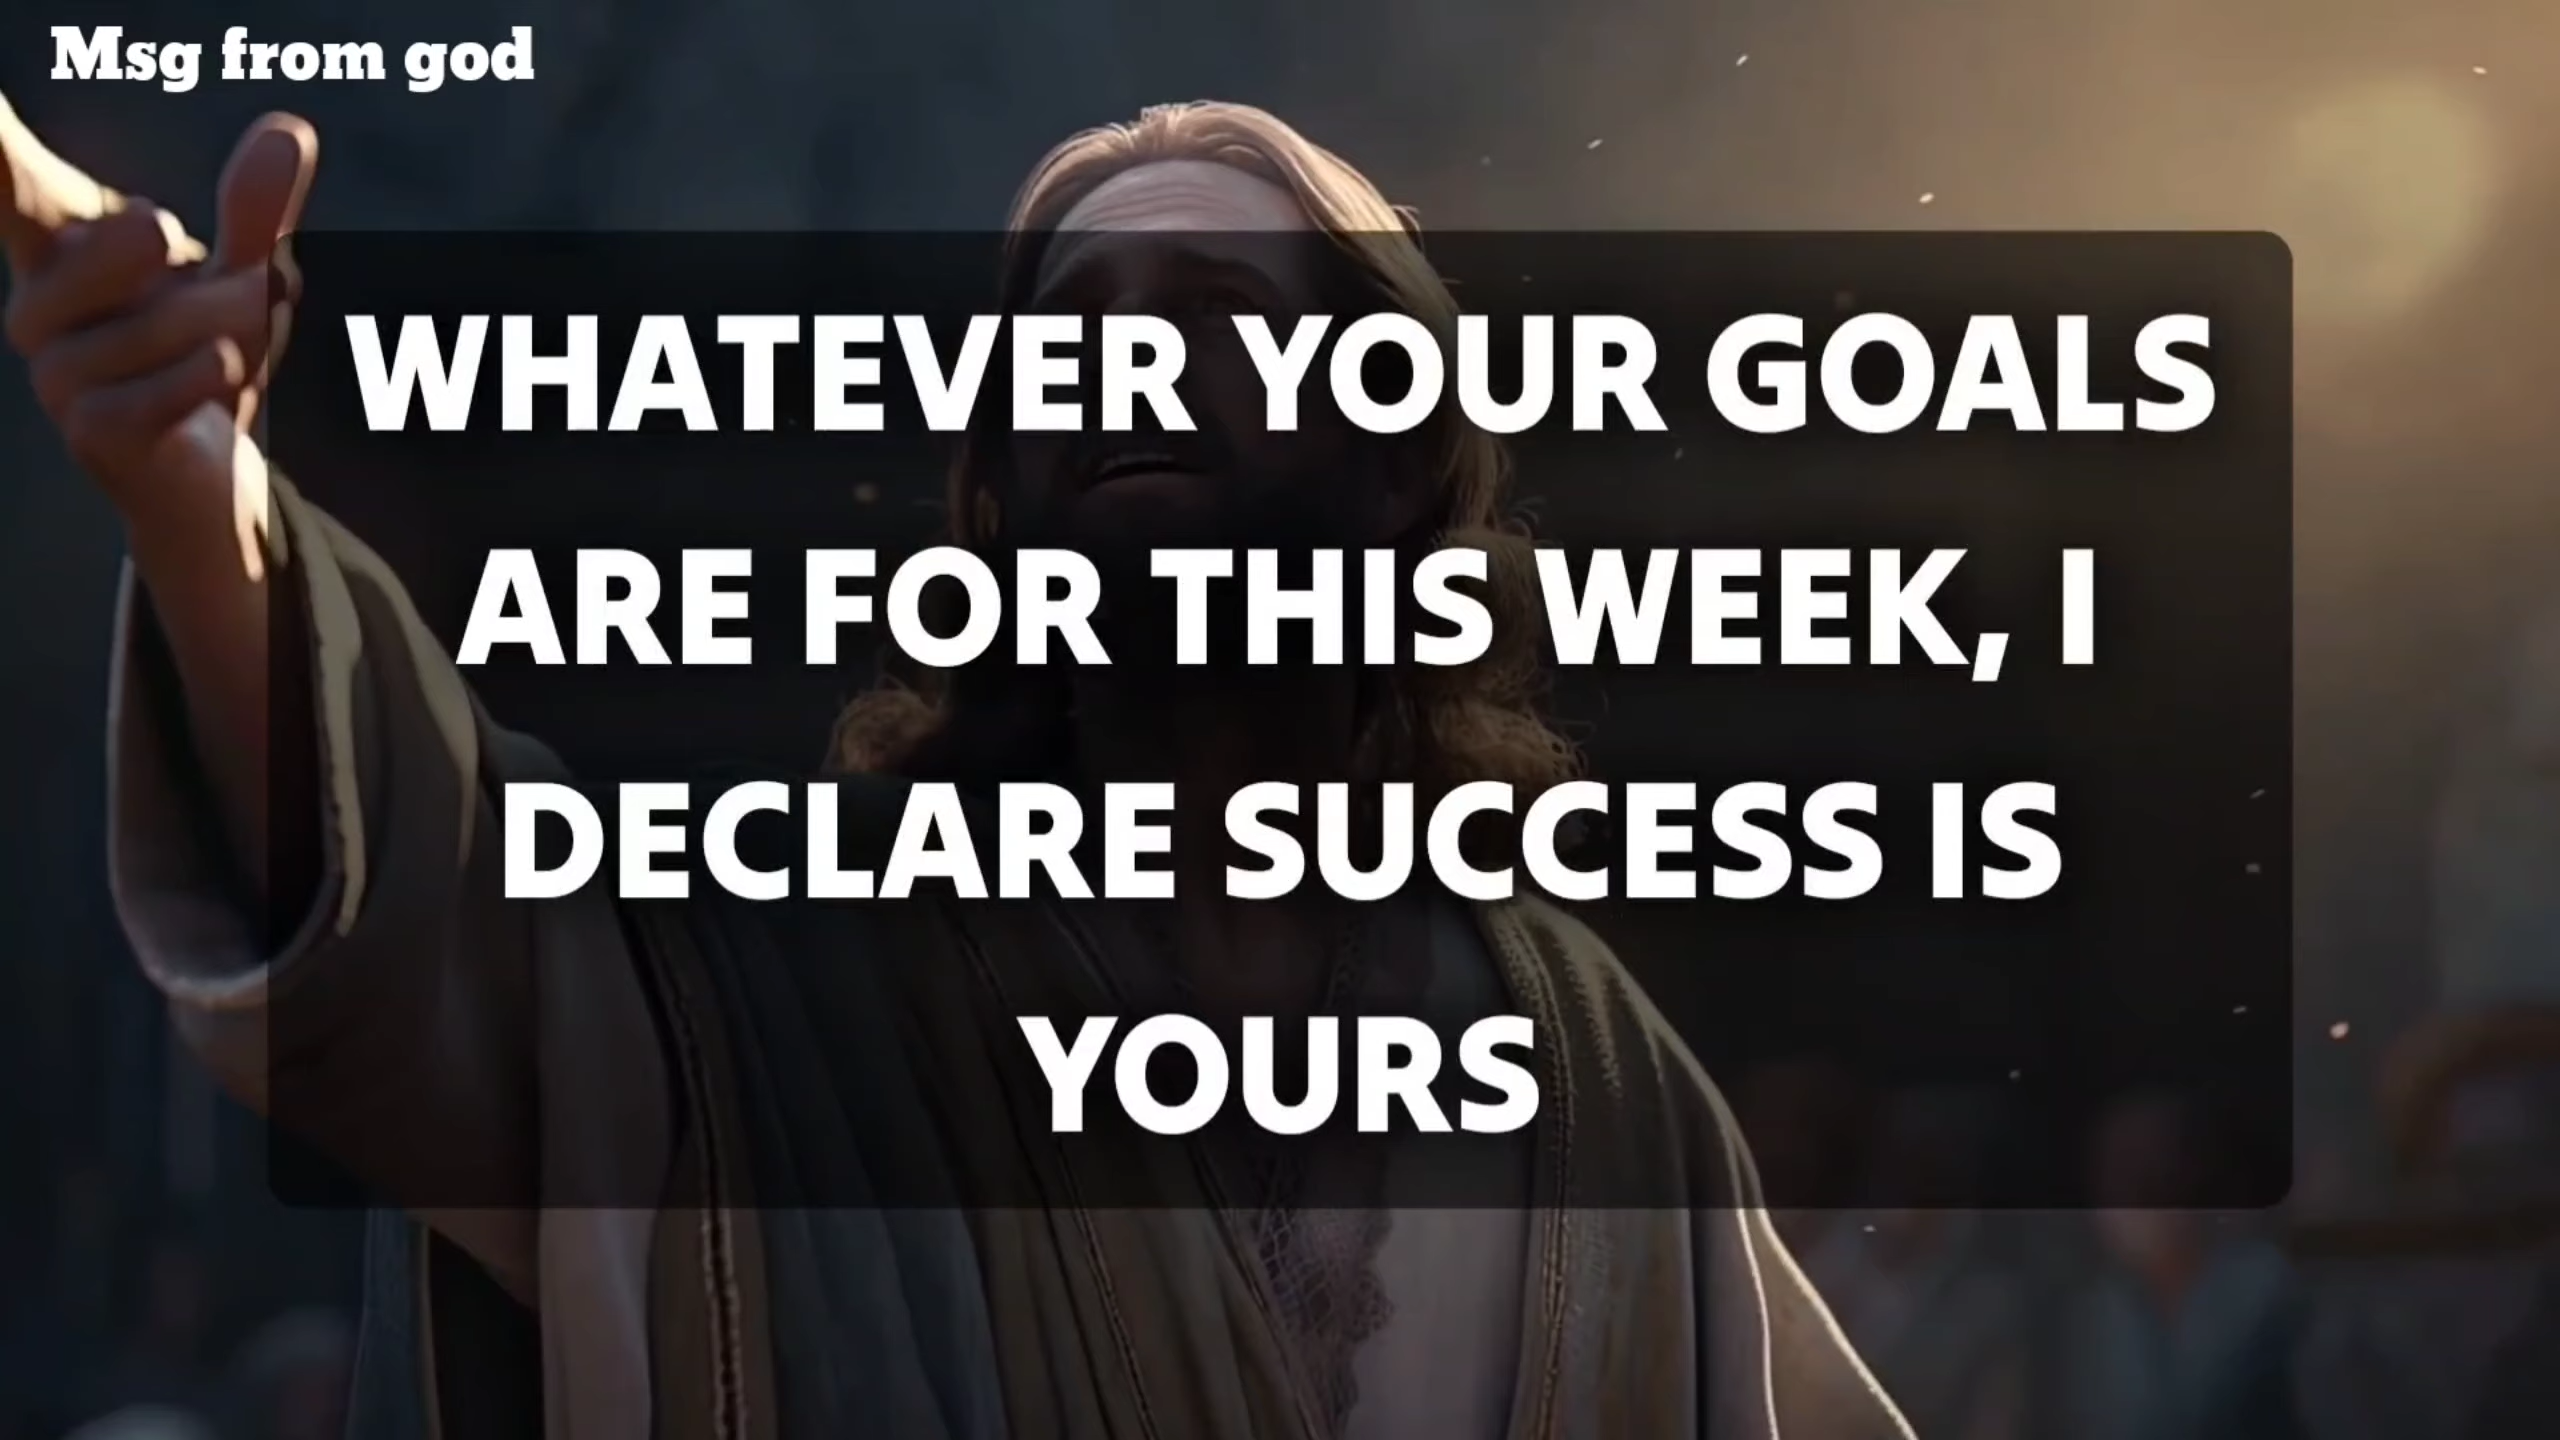 Msg from god
WHATEVER YOUR GOALS
ARE FOR THIS WEEK, I
DECLARE SUCCESS IS
YOURS